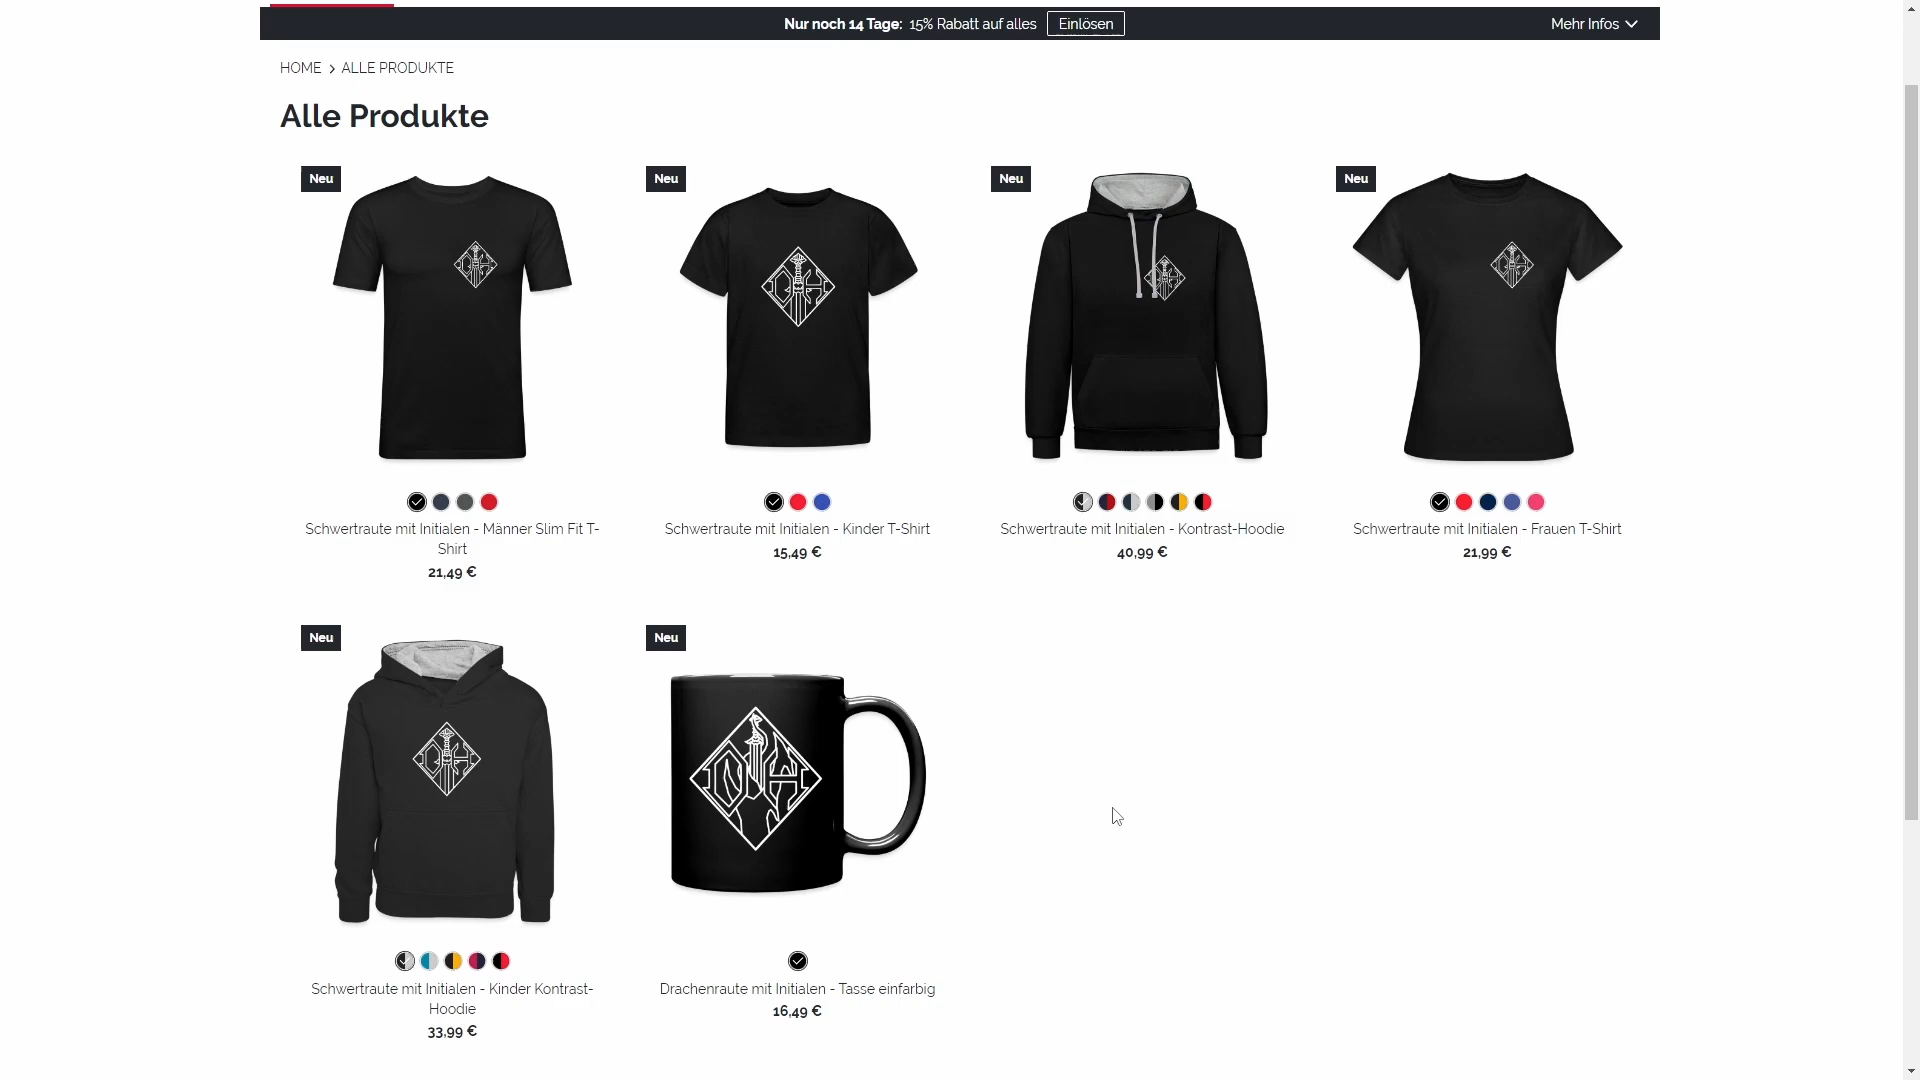 Nur noch 14 Tage: 15% Rabatt auf alles Einlösen Mehr Infos
HOME > ALLE PRODUKTE
Alle Produkte
Neu
Neu
Neu
Neu
Schwertraute mit Initialen - Männer Slim Fit T-
Shirt
21,49 €
Schwertraute mit Initialen - Kinder T-Shirt
15,49 €
Schwertraute mit Initialen - Kontrast-Hoodie
40,99 €
Schwertraute mit Initialen - Frauen T-Shirt
21,99 €
Neu
Neu
Schwertraute mit Initialen - Kinder Kontrast-
Hoodie
33,99 €
Drachenraute mit Initialen - Tasse einfarbig
16,49 €